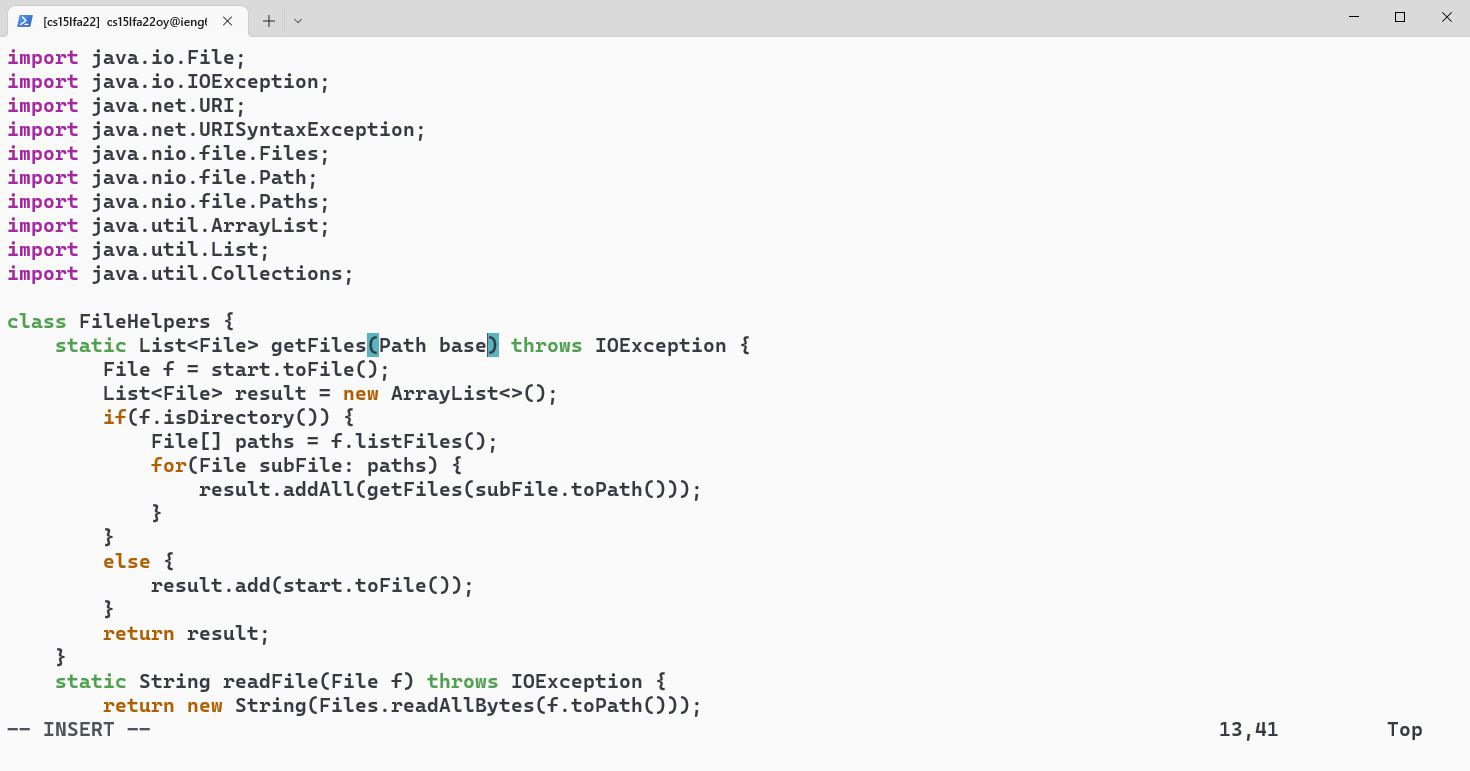 [cs15lfa22] cs15lfa22oy@ieng6
import java.io.File;
import java.io.IOException;
import java.net.URI;
import java.net.URISyntaxException;
import java.nio.file.Files;
import java.nio.file.Path;
import java.nio.file.Paths;
import java.util.ArrayList;
import java.util.List;
import java.util.Collections;

class FileHelpers {
    static List<File> getFiles(Path base) throws IOException {
        File f = start.toFile();
        List<File> result = new ArrayList<>();
        if(f.isDirectory()) {
            File[] paths = f.listFiles();
            for(File subFile: paths) {
                result.addAll(getFiles(subFile.toPath()));
            }
        }
        else {
            result.add(start.toFile());
        }
        return result;
    }
    static String readFile(File f) throws IOException {
        return new String(Files.readAllBytes(f.toPath()));
-- INSERT -- 13,41 Top